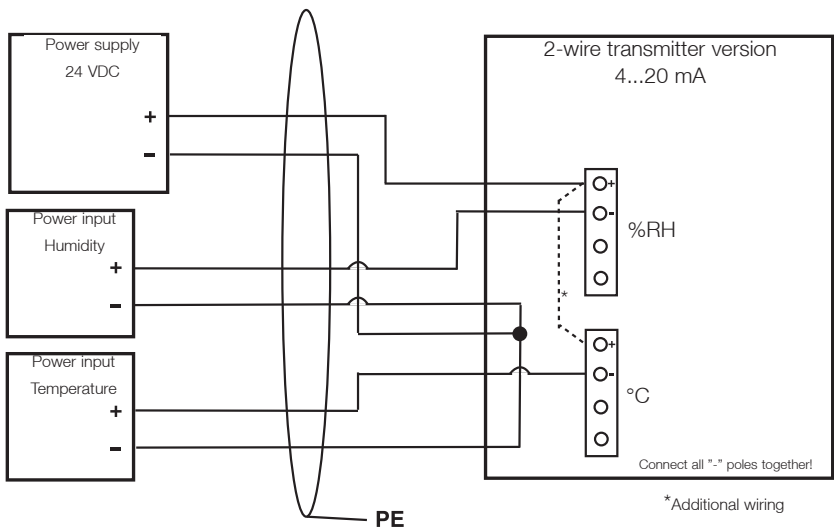 Power supply
24 VDC
+
-
Power input
Humidity
+
-
Power input
Temperature
+
-
PE
2-wire transmitter version
4...20 mA
+
-
%RH
*
+
-
°C
Connect all "-" poles together!
*Additional wiring